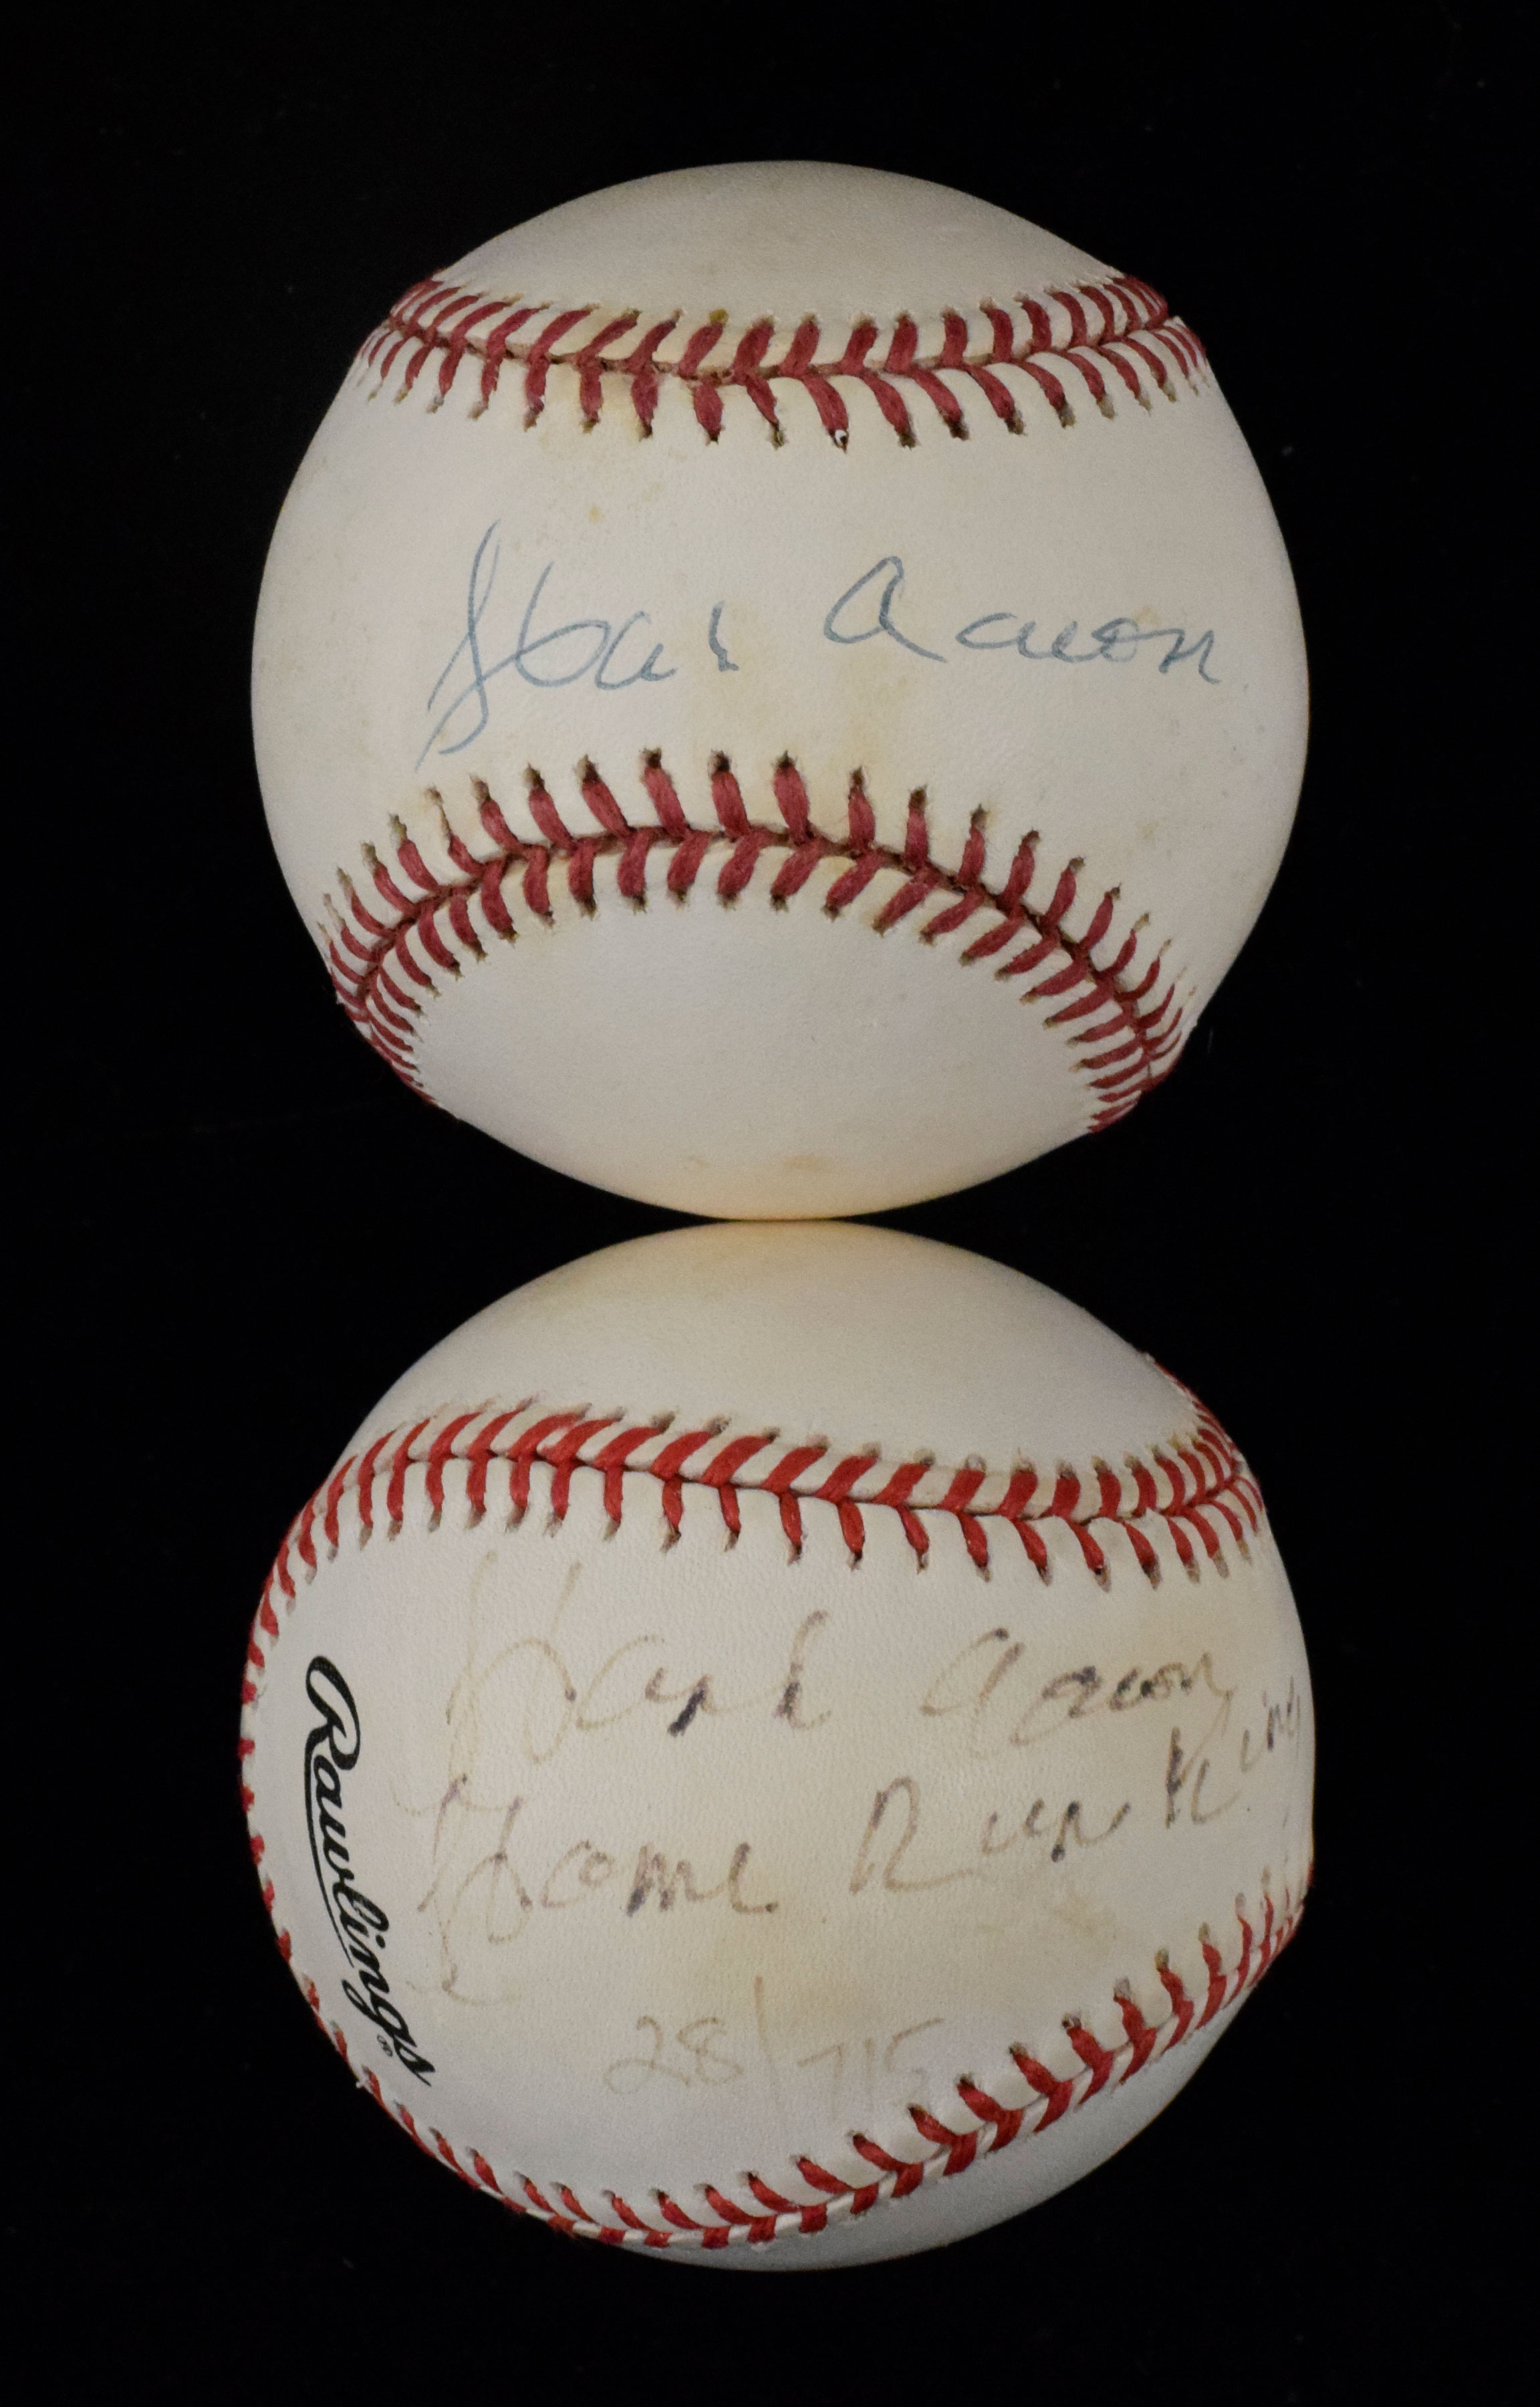 Hank Aaron
Hank Aaron
Home Run King
28/715
Rawlings®